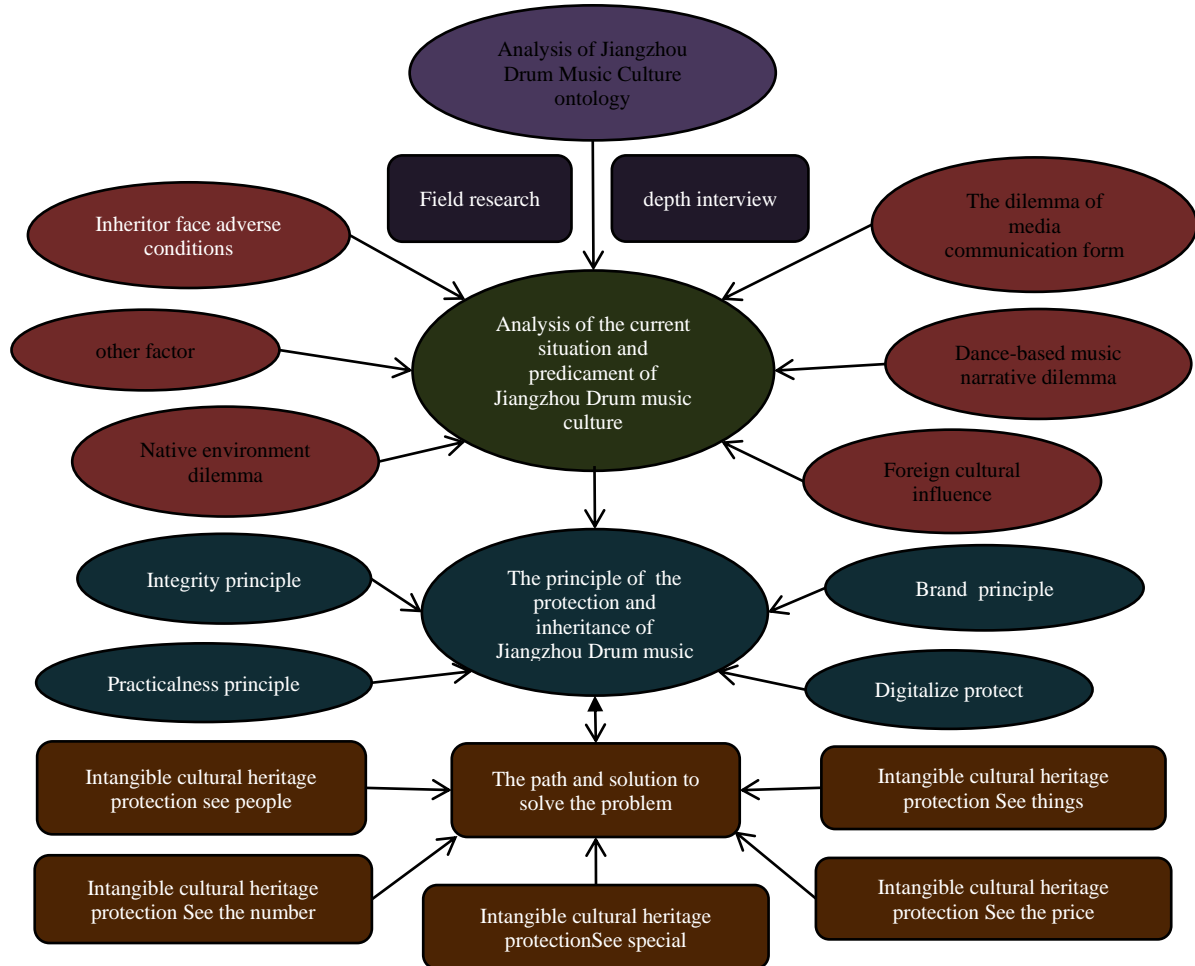 Analysis of Jiangzhou
Drum Music Culture
ontology
Field research
depth interview
Inheritor face adverse
conditions
The dilemma of
media
communication form
other factor
Analysis of the current
situation and
predicament of
Jiangzhou Drum music
culture
Dance-based music
narrative dilemma
Native environment
dilemma
Foreign cultural
influence
Integrity principle
The principle of  the
protection and
inheritance of
Jiangzhou Drum music
Brand  principle
Practicalness principle
Digitalize protect
Intangible cultural heritage
protection see people
The path and solution to
solve the problem
Intangible cultural heritage
protection See things
Intangible cultural heritage
protection See the number
Intangible cultural heritage
protectionSee special
Intangible cultural heritage
protection See the price